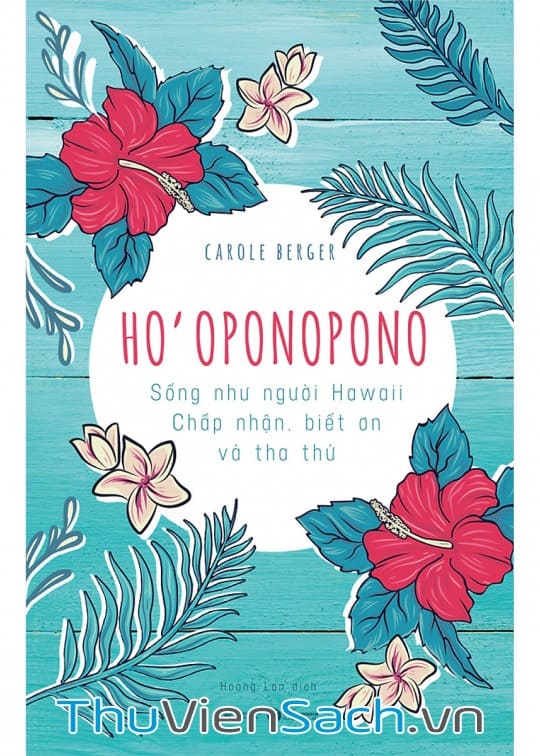 CAROLE BERGER
HO'OPONOPONO
Sống như người Hawaii
Chấp nhận, biết ơn
và tha thứ
Hoàng Lan dịch
ThuVienSach.vn